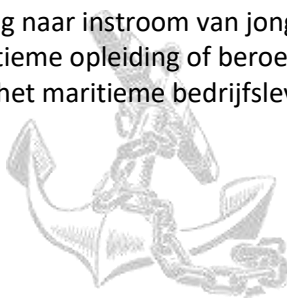 g naar instroom van jong
tieme opleiding of beroe
het maritieme bedrijfslev